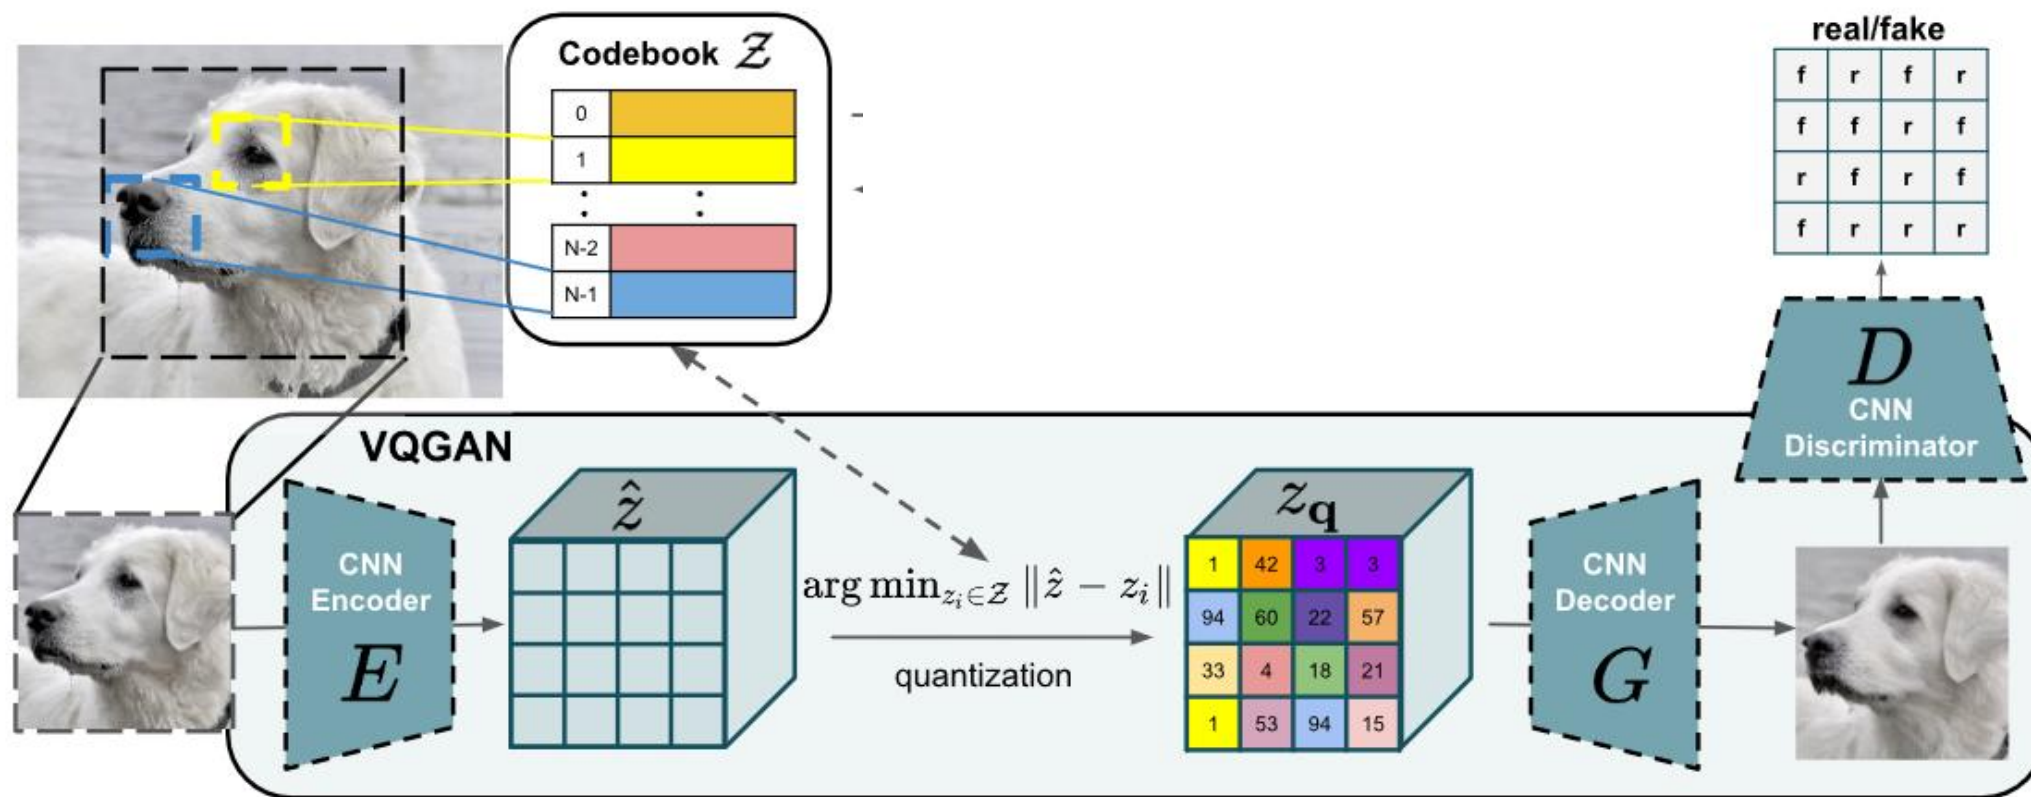 Codebook 𝒵
0
1
: :
N-2
N-1
real/fake
f r f r
f f r f
r f r f
f r r r
D
CNN
Discriminator
VQGAN
CNN
Encoder
E
ẑ
arg min_{z_i∈𝒵} ‖ẑ − z_i‖
quantization
z_q
1 42 3 3
94 60 22 57
33 4 18 21
1 53 94 15
CNN
Decoder
G